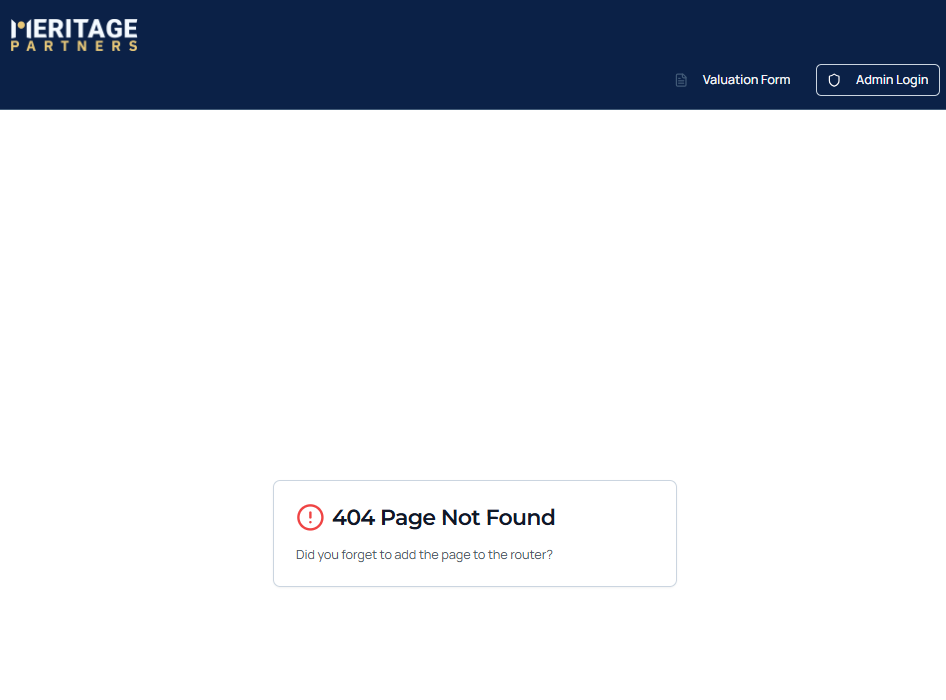 MERITAGE
PARTNERS
Valuation Form
Admin Login
404 Page Not Found
Did you forget to add the page to the router?